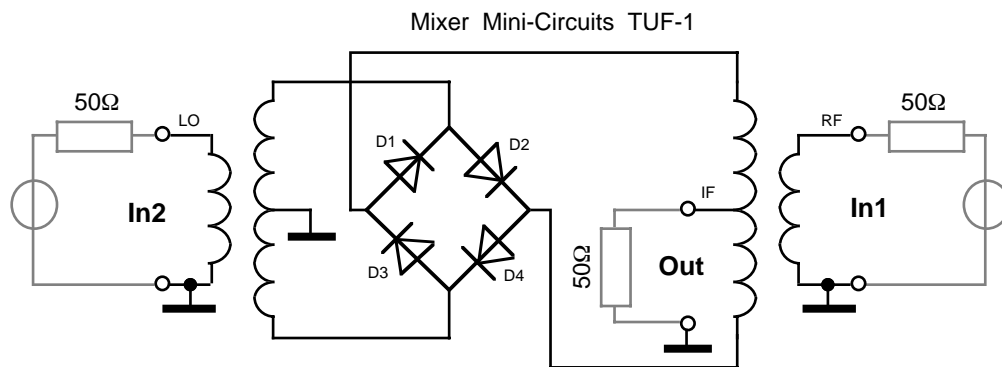 Mixer Mini-Circuits TUF-1
50Ω
LO
In2
D1
D2
D3
D4
IF
50Ω
Out
RF
50Ω
In1